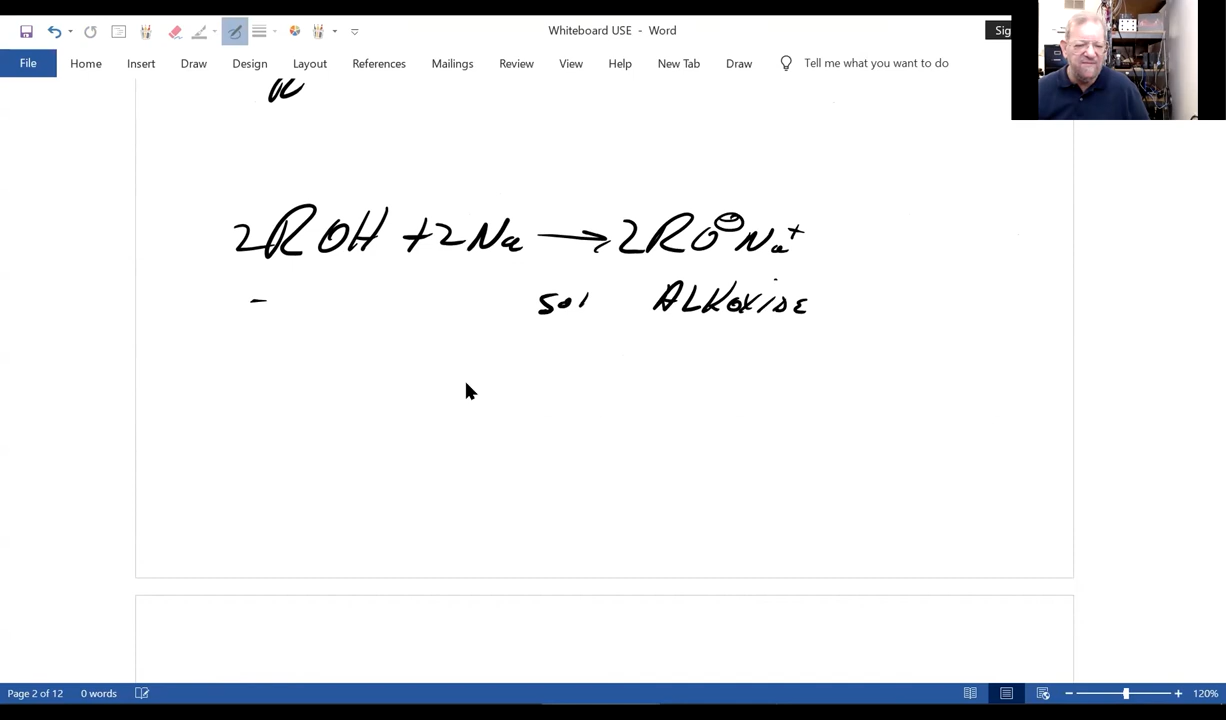 Whiteboard USE - Word
Sig
File Home Insert Draw Design Layout References Mailings Review View Help New Tab Draw Tell me what you want to do
2ROH + 2Na → 2RO⊖Na+
- sol ALKoxiDE
Page 2 of 12 0 words 120%